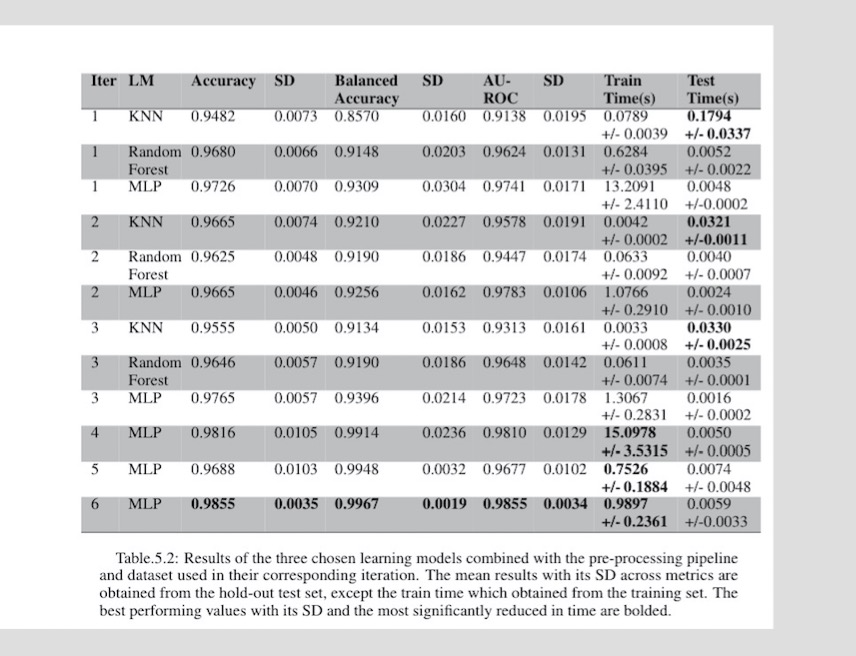 Iter LM Accuracy SD Balanced SD AU- SD Train Test
Accuracy ROC Time(s) Time(s)
1 KNN 0.9482 0.0073 0.8570 0.0160 0.9138 0.0195 0.0789 0.1794
+/- 0.0039 +/- 0.0337
1 Random 0.9680 0.0066 0.9148 0.0203 0.9624 0.0131 0.6284 0.0052
Forest +/- 0.0395 +/- 0.0022
1 MLP 0.9726 0.0070 0.9309 0.0304 0.9741 0.0171 13.2091 0.0048
+/- 2.4110 +/-0.0002
2 KNN 0.9665 0.0074 0.9210 0.0227 0.9578 0.0191 0.0042 0.0321
+/- 0.0002 +/-0.0011
2 Random 0.9625 0.0048 0.9190 0.0186 0.9447 0.0174 0.0633 0.0040
Forest +/- 0.0092 +/- 0.0007
2 MLP 0.9665 0.0046 0.9256 0.0162 0.9783 0.0106 1.0766 0.0024
+/- 0.2910 +/- 0.0010
3 KNN 0.9555 0.0050 0.9134 0.0153 0.9313 0.0161 0.0033 0.0330
+/- 0.0008 +/- 0.0025
3 Random 0.9646 0.0057 0.9190 0.0186 0.9648 0.0142 0.0611 0.0035
Forest +/- 0.0074 +/- 0.0001
3 MLP 0.9765 0.0057 0.9396 0.0214 0.9723 0.0178 1.3067 0.0016
+/- 0.2831 +/- 0.0002
4 MLP 0.9816 0.0105 0.9914 0.0236 0.9810 0.0129 15.0978 0.0050
+/- 3.5315 +/- 0.0005
5 MLP 0.9688 0.0103 0.9948 0.0032 0.9677 0.0102 0.7526 0.0074
+/- 0.1884 +/- 0.0048
6 MLP 0.9855 0.0035 0.9967 0.0019 0.9855 0.0034 0.9897 0.0059
+/- 0.2361 +/-0.0033
Table.5.2: Results of the three chosen learning models combined with the pre-processing pipeline
and dataset used in their corresponding iteration. The mean results with its SD across metrics are
obtained from the hold-out test set, except the train time which obtained from the training set. The
best performing values with its SD and the most significantly reduced in time are bolded.